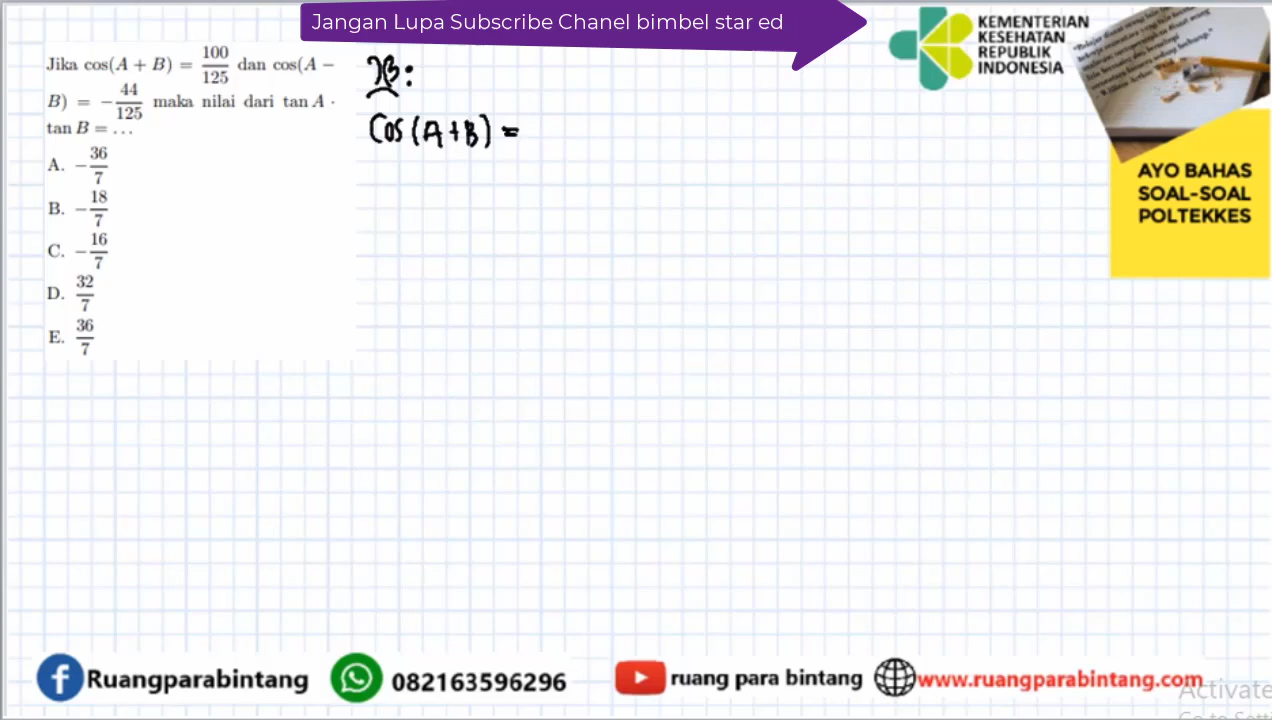 Jangan Lupa Subscribe Chanel bimbel star ed
KEMENTERIAN
KESEHATAN
REPUBLIK
INDONESIA
Jika cos(A + B) = 100/125 dan cos(A −
B) = −44/125 maka nilai dari tan A ·
tan B = ...
A. −36/7
B. −18/7
C. −16/7
D. 32/7
E. 36/7
Cos (A+B) =
AYO BAHAS
SOAL-SOAL
POLTEKKES
Ruangparabintang
082163596296
ruang para bintang
www.ruangparabintang.com
Activate